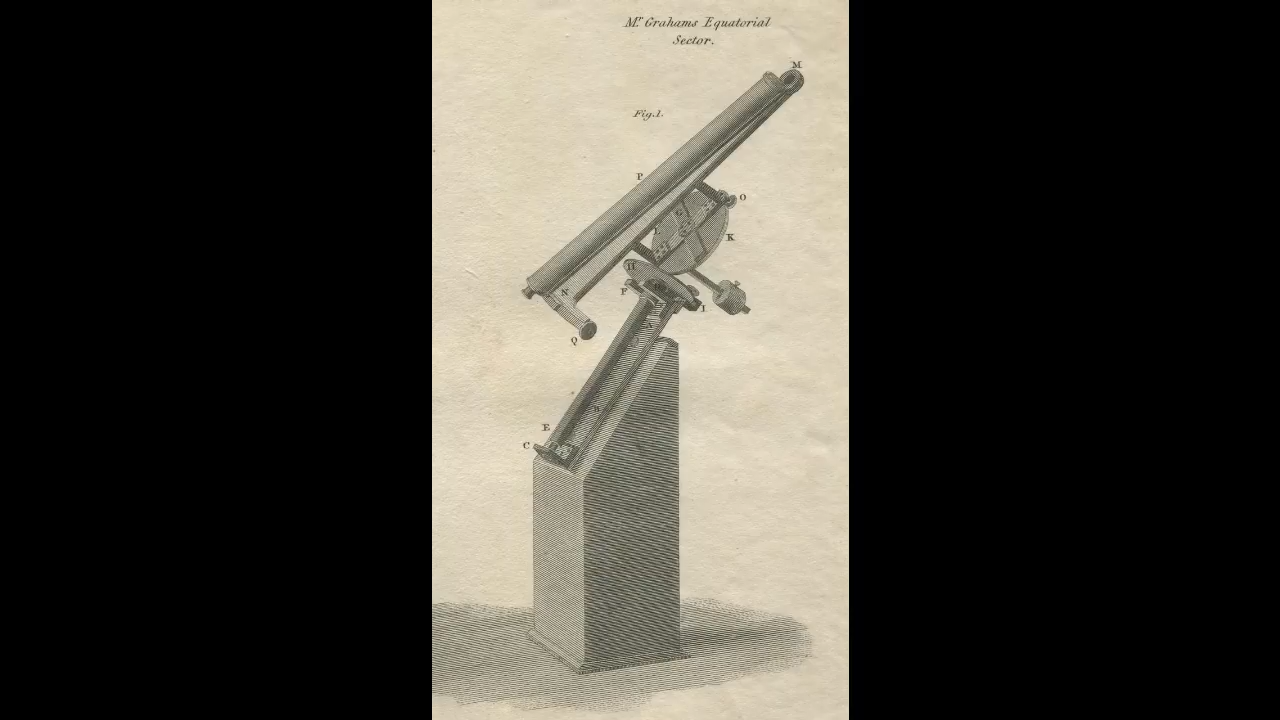 Mr. Grahams Equatorial
Sector.
M
Fig.1.
P
O
K
H
N
F
I
A
Q
B
E
C